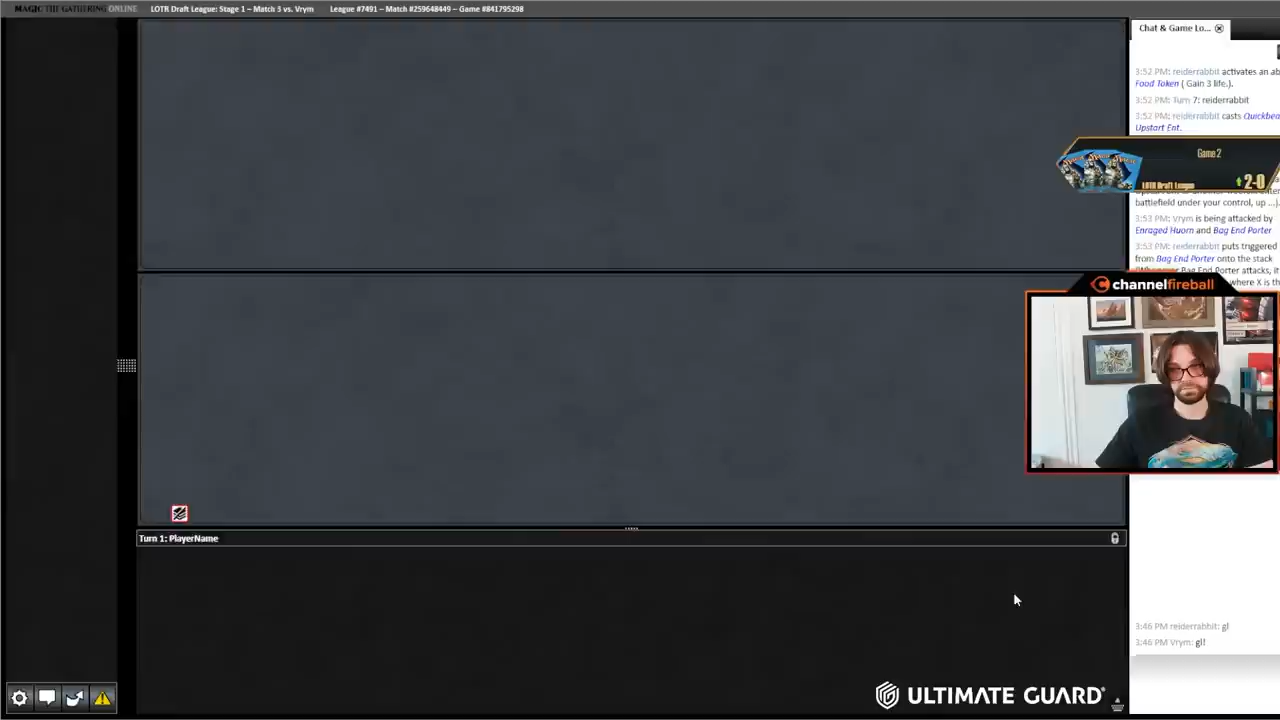 MAGIC THE GATHERING ONLINE
LOTR Draft League: Stage 1 – Match 3 vs. Vrym
League #7491 – Match #259648449 – Game #841795298
Chat & Game Lo...
3:52 PM: reiderrabbit activates an ab
Food Token ( Gain 3 life.).
3:52 PM: Turn 7: reiderrabbit
3:52 PM: reiderrabbit casts Quickbea
Upstart Ent.
Game 2
LOTR Draft League
2-0
battlefield under your control, up ...).
3:53 PM: Vrym is being attacked by
Enraged Huorn and Bag End Porter
3:53 PM: reiderrabbit puts triggered
from Bag End Porter onto the stack
Whenever Bag End Porter attacks, it
where X is th
channelfireball
Turn 1: PlayerName
3:46 PM reiderrabbit: gl
3:46 PM Vrym: gl!
ULTIMATE GUARD